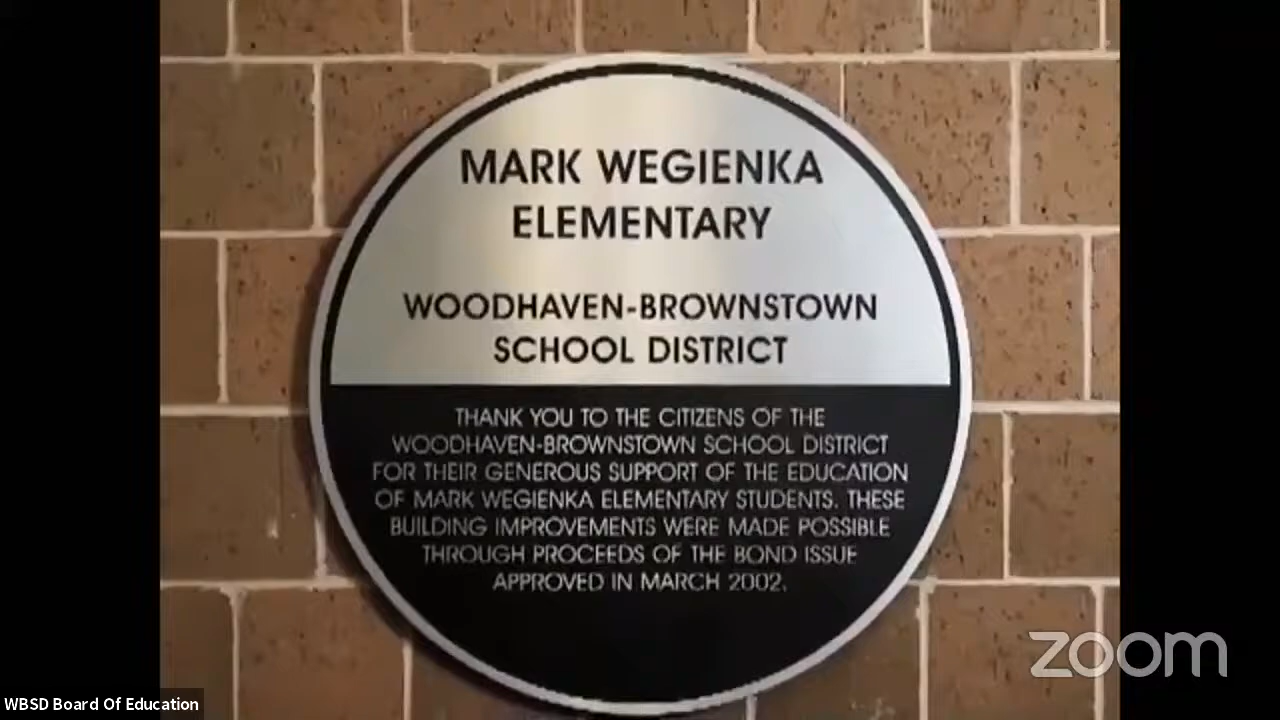 MARK WEGIENKA
ELEMENTARY
WOODHAVEN-BROWNSTOWN
SCHOOL DISTRICT
THANK YOU TO THE CITIZENS OF THE
WOODHAVEN-BROWNSTOWN SCHOOL DISTRICT
FOR THEIR GENEROUS SUPPORT OF THE EDUCATION
OF MARK WEGIENKA ELEMENTARY STUDENTS. THESE
BUILDING IMPROVEMENTS WERE MADE POSSIBLE
THROUGH PROCEEDS OF THE BOND ISSUE
APPROVED IN MARCH 2002.
zoom
WBSD Board Of Education